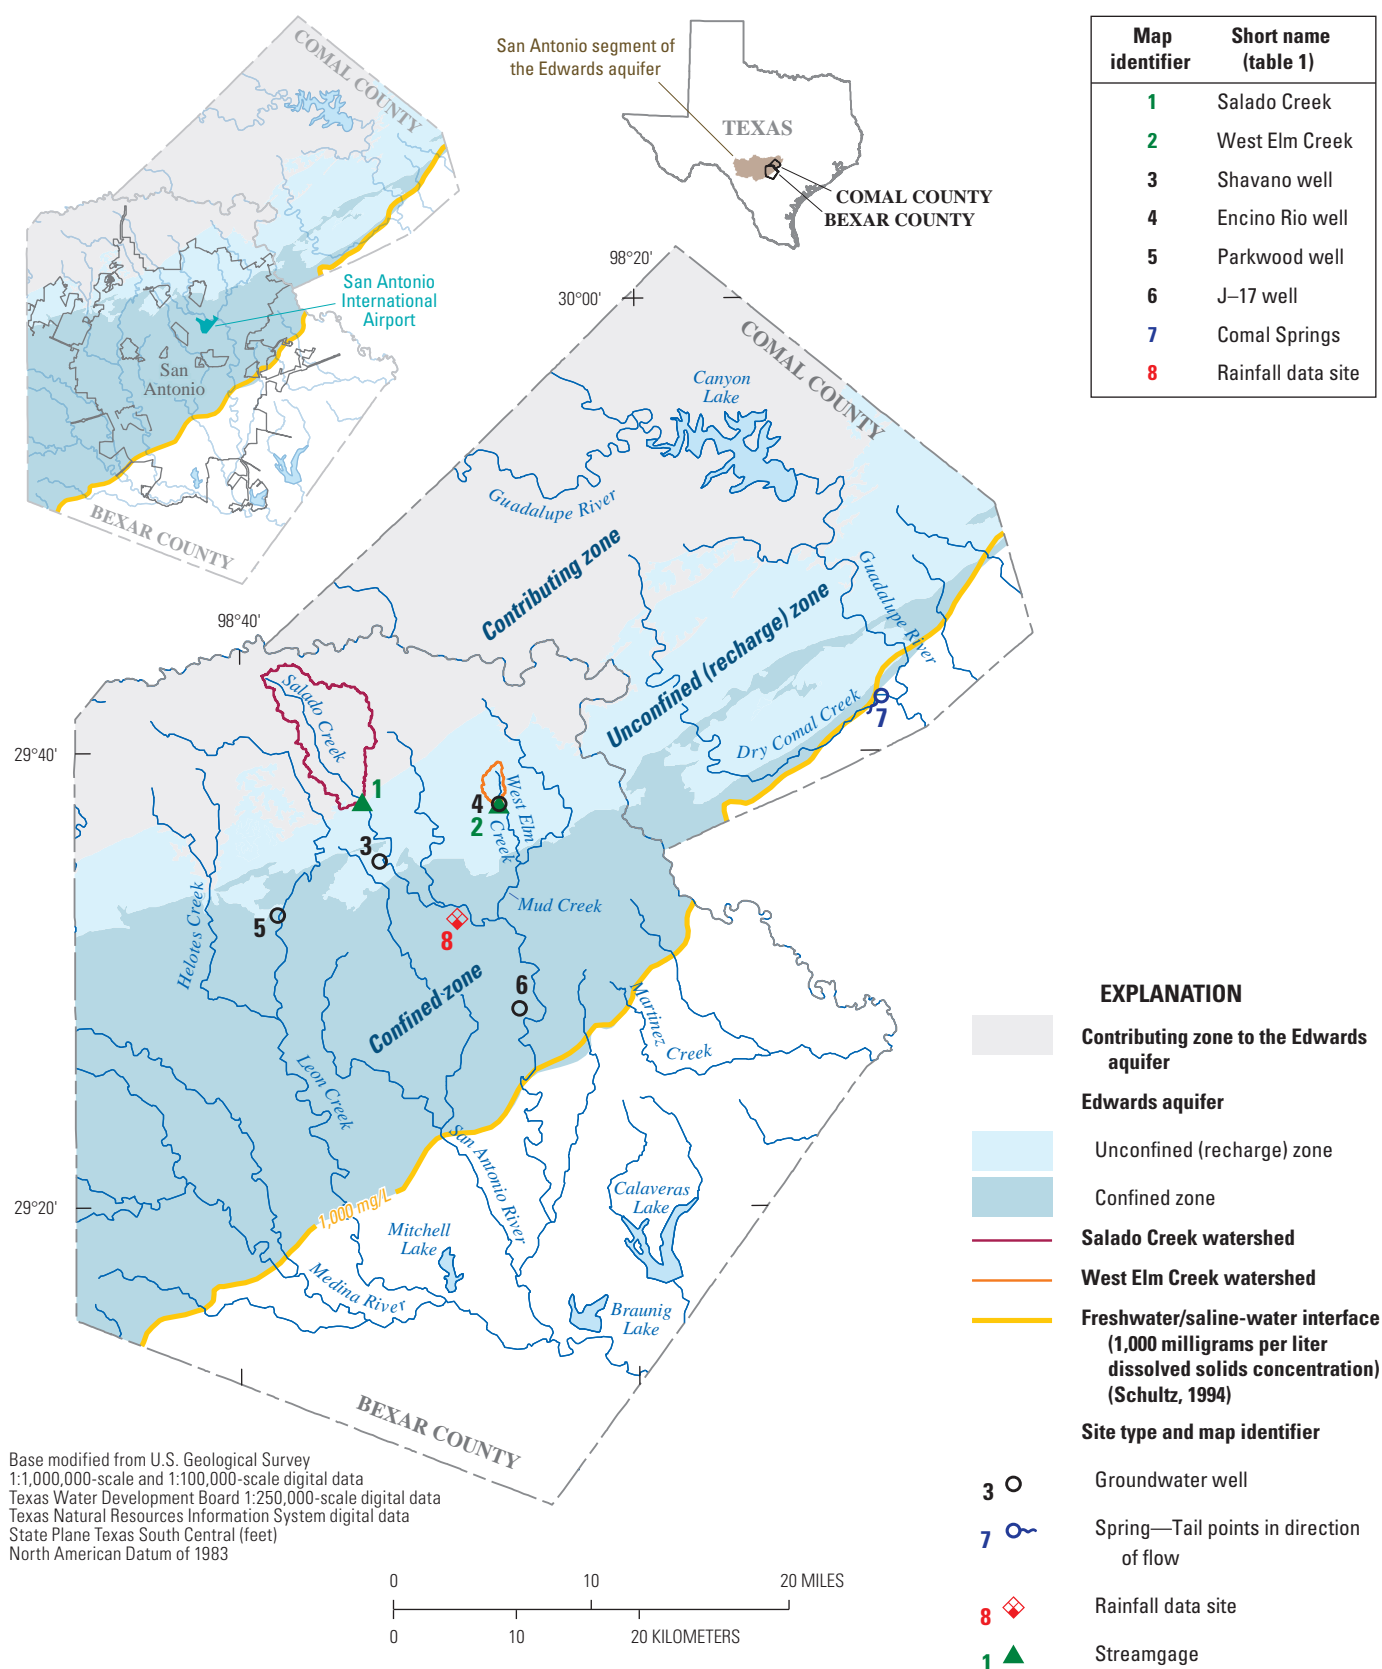 COMAL COUNTY
San Antonio
International
Airport
San
Antonio
BEXAR COUNTY
San Antonio segment of
the Edwards aquifer
TEXAS
COMAL COUNTY
BEXAR COUNTY
Map identifier
Short name (table 1)
1 Salado Creek
2 West Elm Creek
3 Shavano well
4 Encino Rio well
5 Parkwood well
6 J–17 well
7 Comal Springs
8 Rainfall data site
98°20'
30°00'
COMAL COUNTY
Canyon
Lake
Guadalupe River
Contributing zone
Guadalupe River
Unconfined (recharge) zone
98°40'
Salado Creek
Dry Comal Creek
7
29°40'
1
4
2
West Elm
Creek
3
Helotes Creek
5
8
Mud Creek
6
Confined zone
Martinez
Creek
Leon Creek
San Antonio River
29°20'
1,000 mg/L
Mitchell
Lake
Calaveras
Lake
Medina River
Braunig
Lake
BEXAR COUNTY
EXPLANATION
Contributing zone to the Edwards
aquifer
Edwards aquifer
Unconfined (recharge) zone
Confined zone
Salado Creek watershed
West Elm Creek watershed
Freshwater/saline-water interface
(1,000 milligrams per liter
dissolved solids concentration)
(Schultz, 1994)
Site type and map identifier
3 Groundwater well
7 Spring—Tail points in direction
of flow
8 Rainfall data site
1 Streamgage
Base modified from U.S. Geological Survey
1:1,000,000-scale and 1:100,000-scale digital data
Texas Water Development Board 1:250,000-scale digital data
Texas Natural Resources Information System digital data
State Plane Texas South Central (feet)
North American Datum of 1983
0 10 20 MILES
0 10 20 KILOMETERS